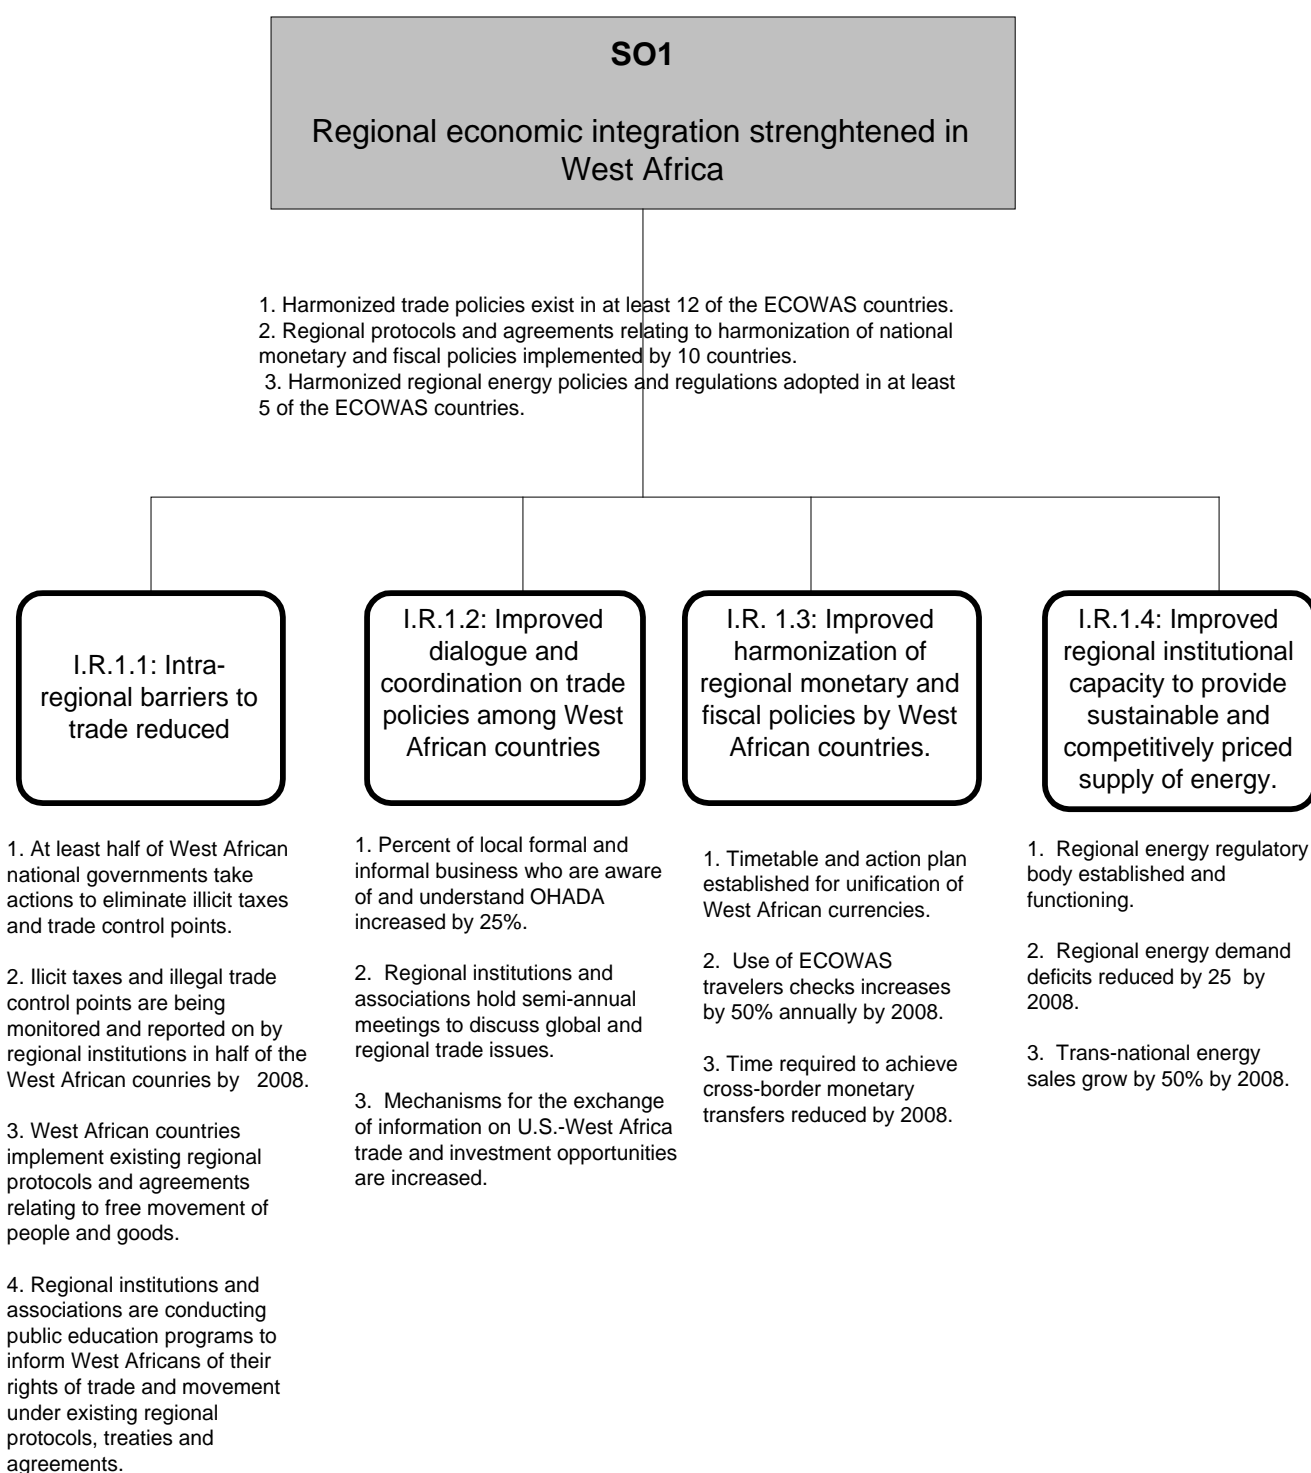 SO1
Regional economic integration strenghtened in
West Africa
1. Harmonized trade policies exist in at least 12 of the ECOWAS countries.
2. Regional protocols and agreements relating to harmonization of national
monetary and fiscal policies implemented by 10 countries.
3. Harmonized regional energy policies and regulations adopted in at least
5 of the ECOWAS countries.
I.R.1.1: Intra-
regional barriers to
trade reduced
1. At least half of West African
national governments take
actions to eliminate illicit taxes
and trade control points.
2. Ilicit taxes and illegal trade
control points are being
monitored and reported on by
regional institutions in half of the
West African counries by 2008.
3. West African countries
implement existing regional
protocols and agreements
relating to free movement of
people and goods.
4. Regional institutions and
associations are conducting
public education programs to
inform West Africans of their
rights of trade and movement
under existing regional
protocols, treaties and
agreements.
I.R.1.2: Improved
dialogue and
coordination on trade
policies among West
African countries
1. Percent of local formal and
informal business who are aware
of and understand OHADA
increased by 25%.
2. Regional institutions and
associations hold semi-annual
meetings to discuss global and
regional trade issues.
3. Mechanisms for the exchange
of information on U.S.-West Africa
trade and investment opportunities
are increased.
I.R. 1.3: Improved
harmonization of
regional monetary and
fiscal policies by West
African countries.
1. Timetable and action plan
established for unification of
West African currencies.
2. Use of ECOWAS
travelers checks increases
by 50% annually by 2008.
3. Time required to achieve
cross-border monetary
transfers reduced by 2008.
I.R.1.4: Improved
regional institutional
capacity to provide
sustainable and
competitively priced
supply of energy.
1. Regional energy regulatory
body established and
functioning.
2. Regional energy demand
deficits reduced by 25 by
2008.
3. Trans-national energy
sales grow by 50% by 2008.